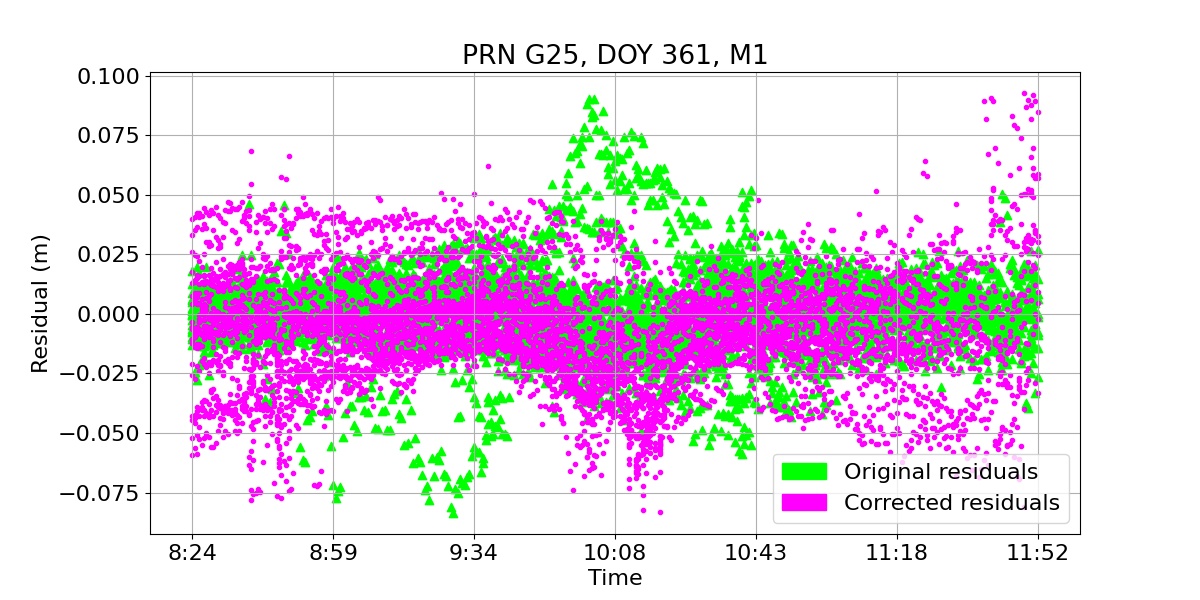 PRN G25, DOY 361, M1
Residual (m)
0.100
0.075
0.050
0.025
0.000
−0.025
−0.050
−0.075
8:24 8:59 9:34 10:08 10:43 11:18 11:52
Time
Original residuals
Corrected residuals